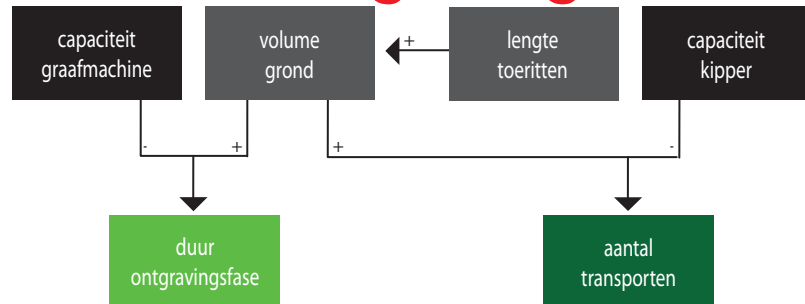 capaciteit
graafmachine
volume
grond
+
lengte
toeritten
capaciteit
kipper
-
+
+
-
duur
ontgravingsfase
aantal
transporten